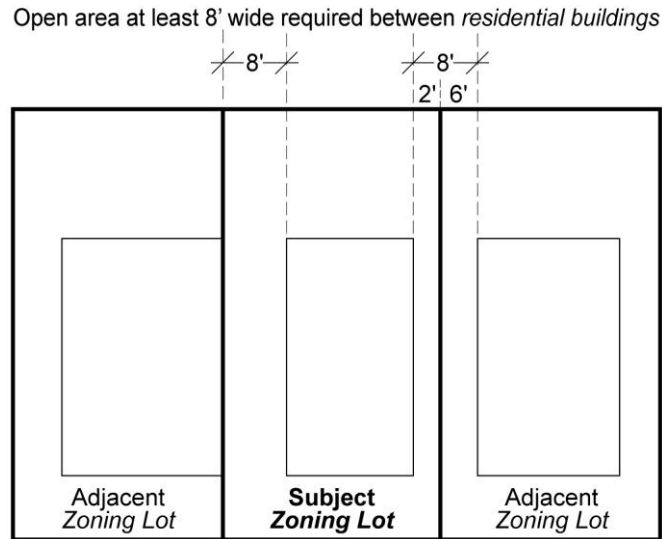 Open area at least 8’ wide required between residential buildings
8'
8'
2'
6'
Adjacent
Zoning Lot
Subject
Zoning Lot
Adjacent
Zoning Lot